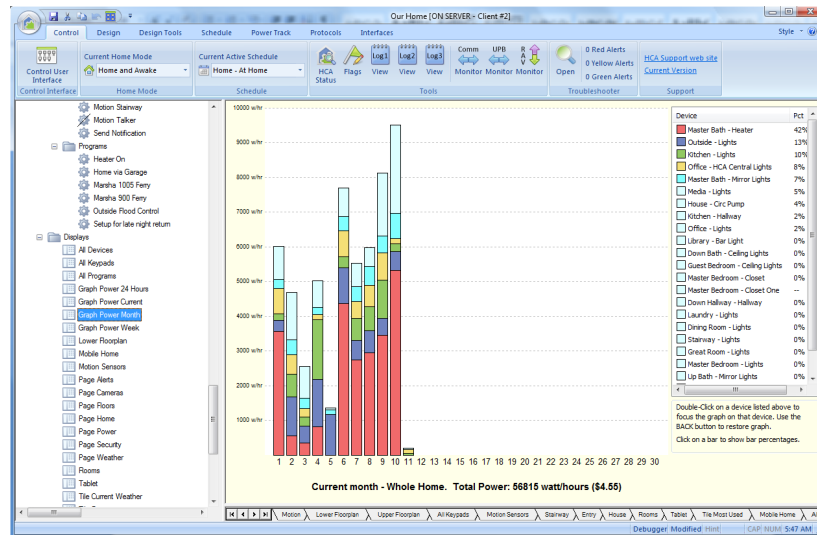 Our Home [ON SERVER - Client #2]
Control Design Design Tools Schedule Power Track Protocols Interfaces Style
Control User Interface
Control Interface
Current Home Mode
Home and Awake
Home Mode
Current Active Schedule
Home - At Home
Schedule
HCA Status
Flags
Log1 View
Log2 View
Log3 View
Comm Monitor
UPB Monitor
R A V Monitor
Tools
Open
0 Red Alerts
0 Yellow Alerts
0 Green Alerts
Troubleshooter
HCA Support web site
Current Version
Support
Motion Stairway
Motion Talker
Send Notification
Programs
Heater On
Home via Garage
Marsha 1005 Ferry
Marsha 900 Ferry
Outside Flood Control
Setup for late night return
Displays
All Devices
All Keypads
All Programs
Graph Power 24 Hours
Graph Power Current
Graph Power Month
Graph Power Week
Lower Floorplan
Mobile Home
Motion Sensors
Page Alerts
Page Cameras
Page Floors
Page Home
Page Power
Page Security
Page Weather
Rooms
Tablet
Tile Current Weather
10000 w/hr
9000 w/hr
8000 w/hr
7000 w/hr
6000 w/hr
5000 w/hr
4000 w/hr
3000 w/hr
2000 w/hr
1000 w/hr
1 2 3 4 5 6 7 8 9 10 11 12 13 14 15 16 17 18 19 20 21 22 23 24 25 26 27 28 29 30
Current month - Whole Home. Total Power: 56815 watt/hours ($4.55)
Device Pct
Master Bath - Heater 42%
Outside - Lights 13%
Kitchen - Lights 10%
Office - HCA Central Lights 8%
Master Bath - Mirror Lights 7%
Media - Lights 5%
House - Circ Pump 4%
Kitchen - Hallway 2%
Office - Lights 2%
Library - Bar Light 0%
Down Bath - Ceiling Lights 0%
Guest Bedroom - Ceiling Lights 0%
Master Bedroom - Closet 0%
Master Bedroom - Closet One --
Down Hallway - Hallway 0%
Laundry - Lights 0%
Dining Room - Lights 0%
Stairway - Lights 0%
Great Room - Lights 0%
Master Bedroom - Lights 0%
Up Bath - Mirror Lights 0%
Double-Click on a device listed above to
focus the graph on that device. Use the
BACK button to restore graph.
Click on a bar to show bar percentages.
Motion Lower Floorplan Upper Floorplan All Keypads Motion Sensors Stairway Entry House Rooms Tablet Tile Most Used Mobile Home
Debugger Modified Hint CAP NUM 5:47 AM